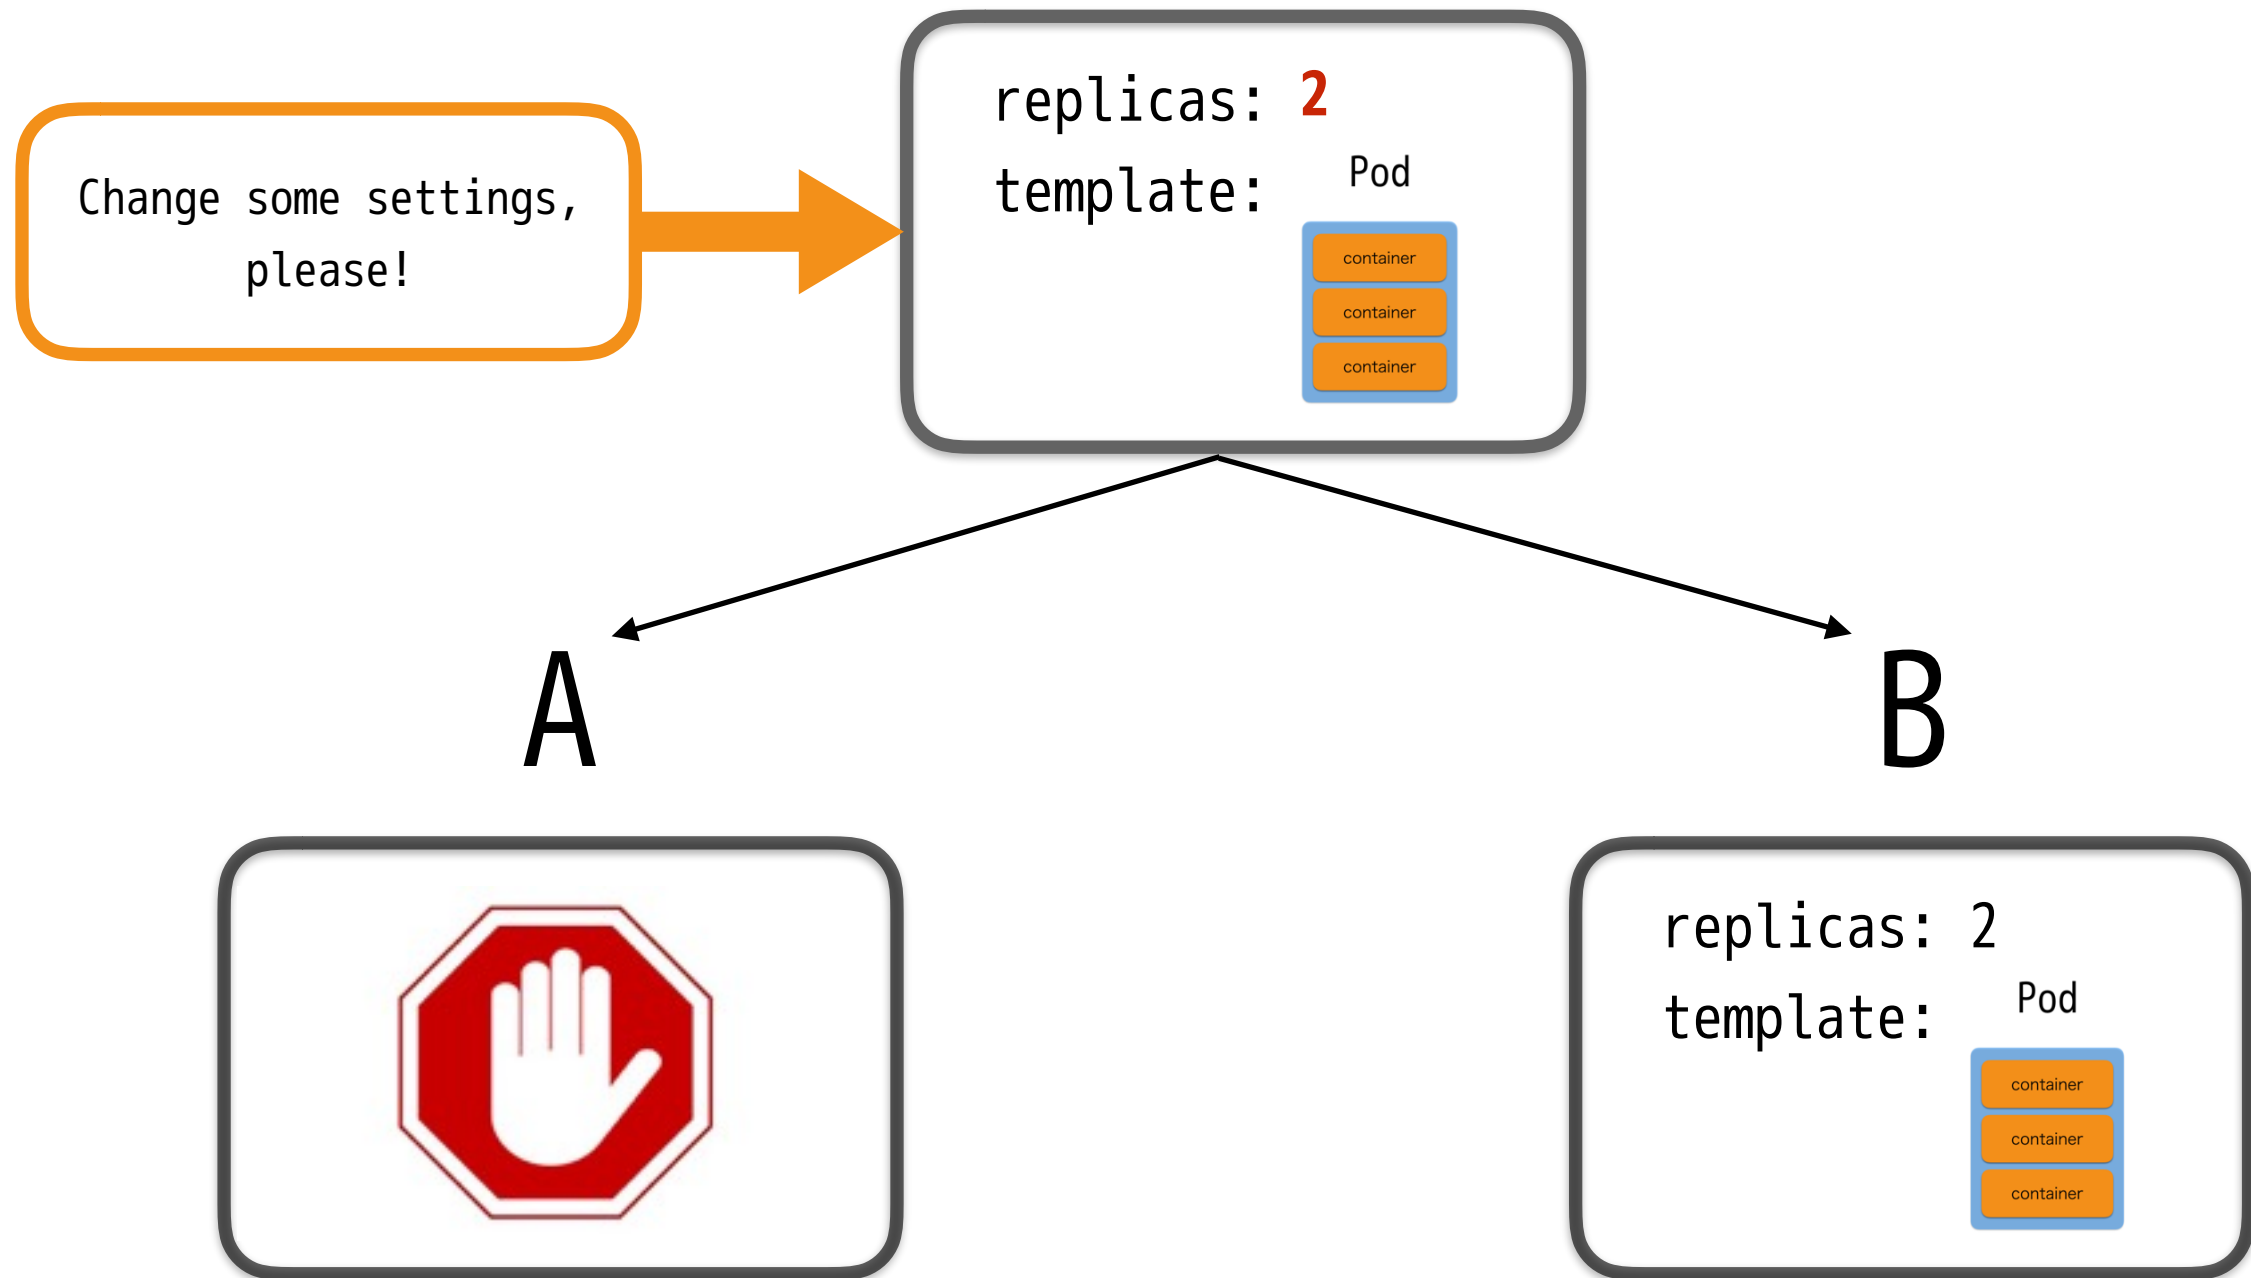 Change some settings,
please!
replicas: 2
template:
Pod
container
container
container
A
B
replicas: 2
template:
Pod
container
container
container